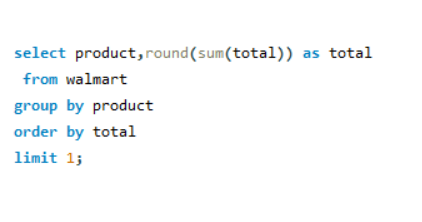 select product,round(sum(total)) as total
from walmart
group by product
order by total
limit 1;